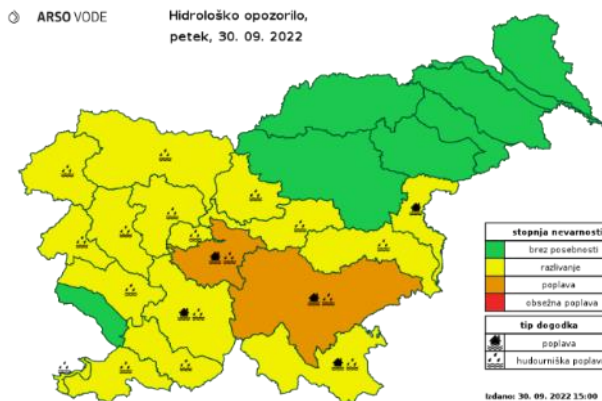 ARSO VODE
Hidrološko opozorilo,
petek, 30. 09. 2022
stopnja nevarnosti
brez posebnosti
razlivanje
poplava
obsežna poplava
tip dogodka
poplava
hudourniška poplava
Izdano: 30. 09. 2022 15:00